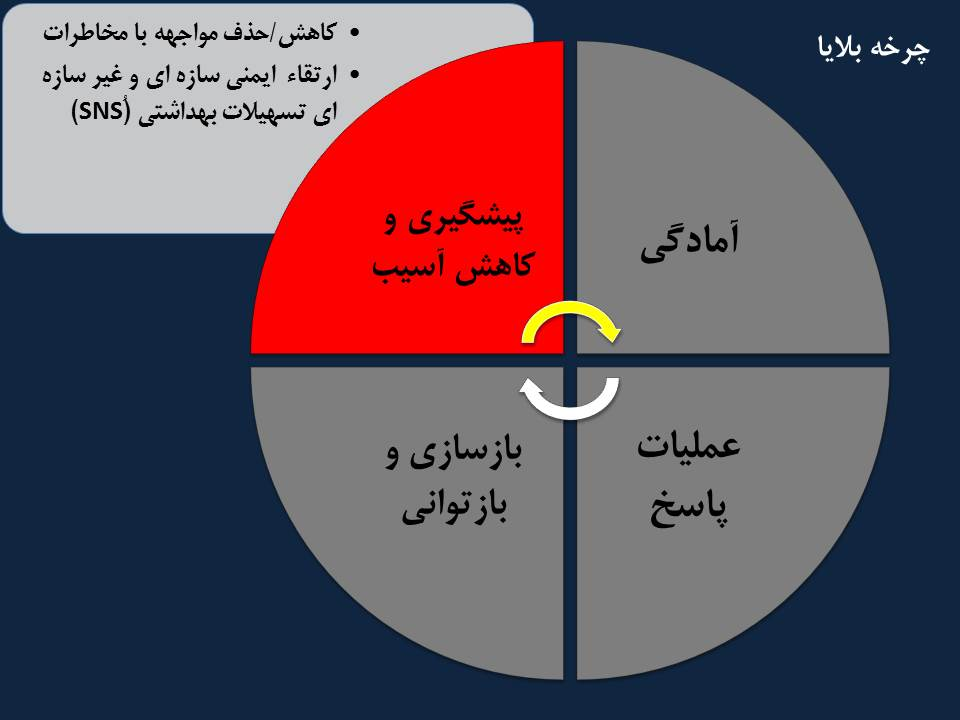 چرخه بلایا
• کاهش/حذف مواجهه با مخاطرات
• ارتقاء ایمنی سازه ای و غیر سازه
ای تسهیلات بهداشتی (SNS)
پیشگیری و
کاهش آسیب
آمادگی
بازسازی و
بازتوانی
عملیات
پاسخ